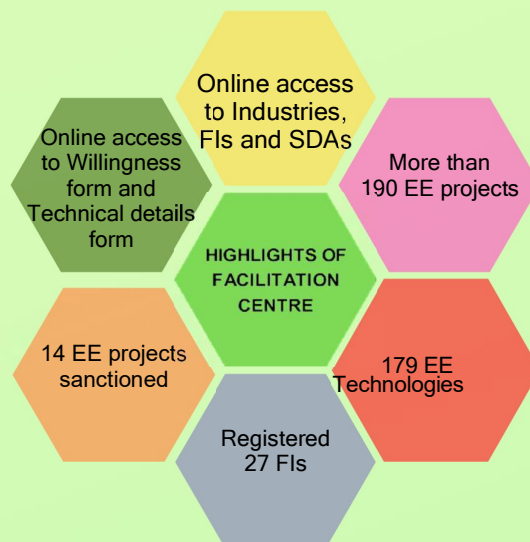 Online access
to Industries,
FIs and SDAs
Online access
to Willingness
form and
Technical details
form
More than
190 EE projects
HIGHLIGHTS OF
FACILITATION
CENTRE
14 EE projects
sanctioned
179 EE
Technologies
Registered
27 FIs